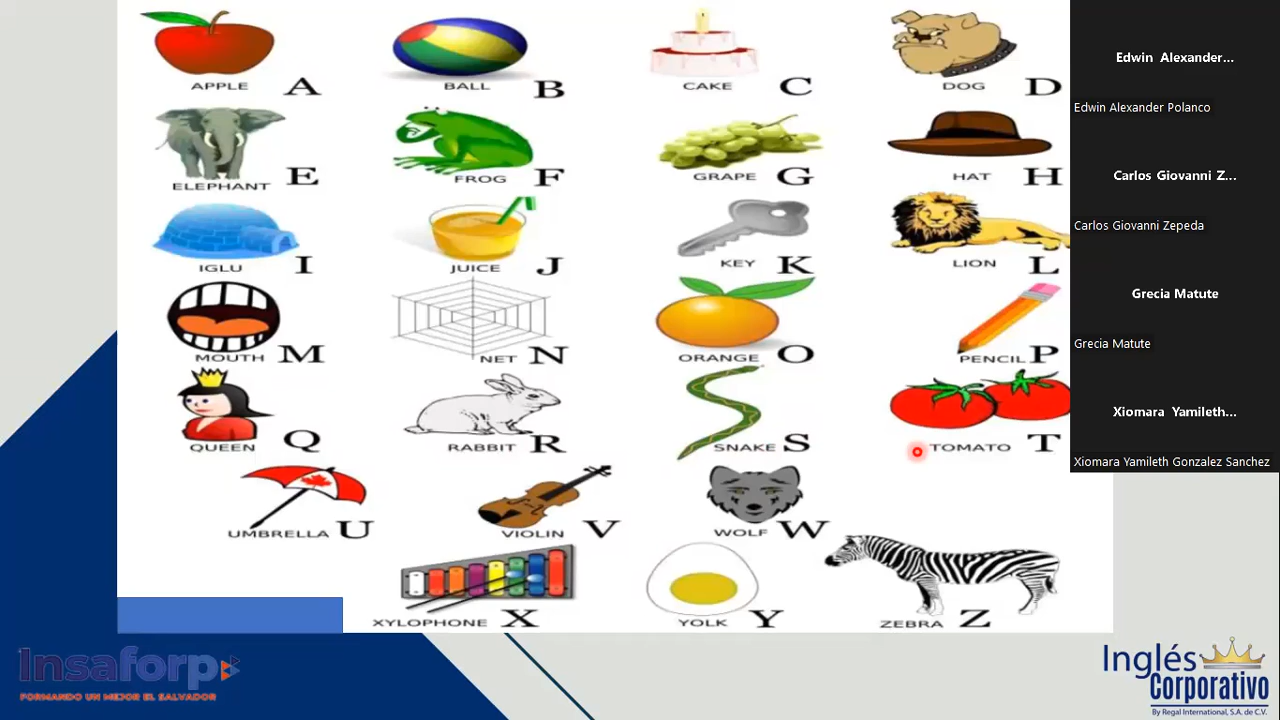 APPLE A
BALL B
CAKE C
DOG D
ELEPHANT E
FROG F
GRAPE G
HAT H
IGLU I
JUICE J
KEY K
LION L
MOUTH M
NET N
ORANGE O
PENCIL P
QUEEN Q
RABBIT R
SNAKE S
TOMATO T
UMBRELLA U
VIOLIN V
WOLF W
XYLOPHONE X
YOLK Y
ZEBRA Z
Edwin Alexander...
Edwin Alexander Polanco
Carlos Giovanni Z...
Carlos Giovanni Zepeda
Grecia Matute
Grecia Matute
Xiomara Yamileth...
Xiomara Yamileth Gonzalez Sanchez
Insaforp
FORMANDO UN MEJOR EL SALVADOR
Inglés
Corporativo
By Regal International, S.A. de C.V.